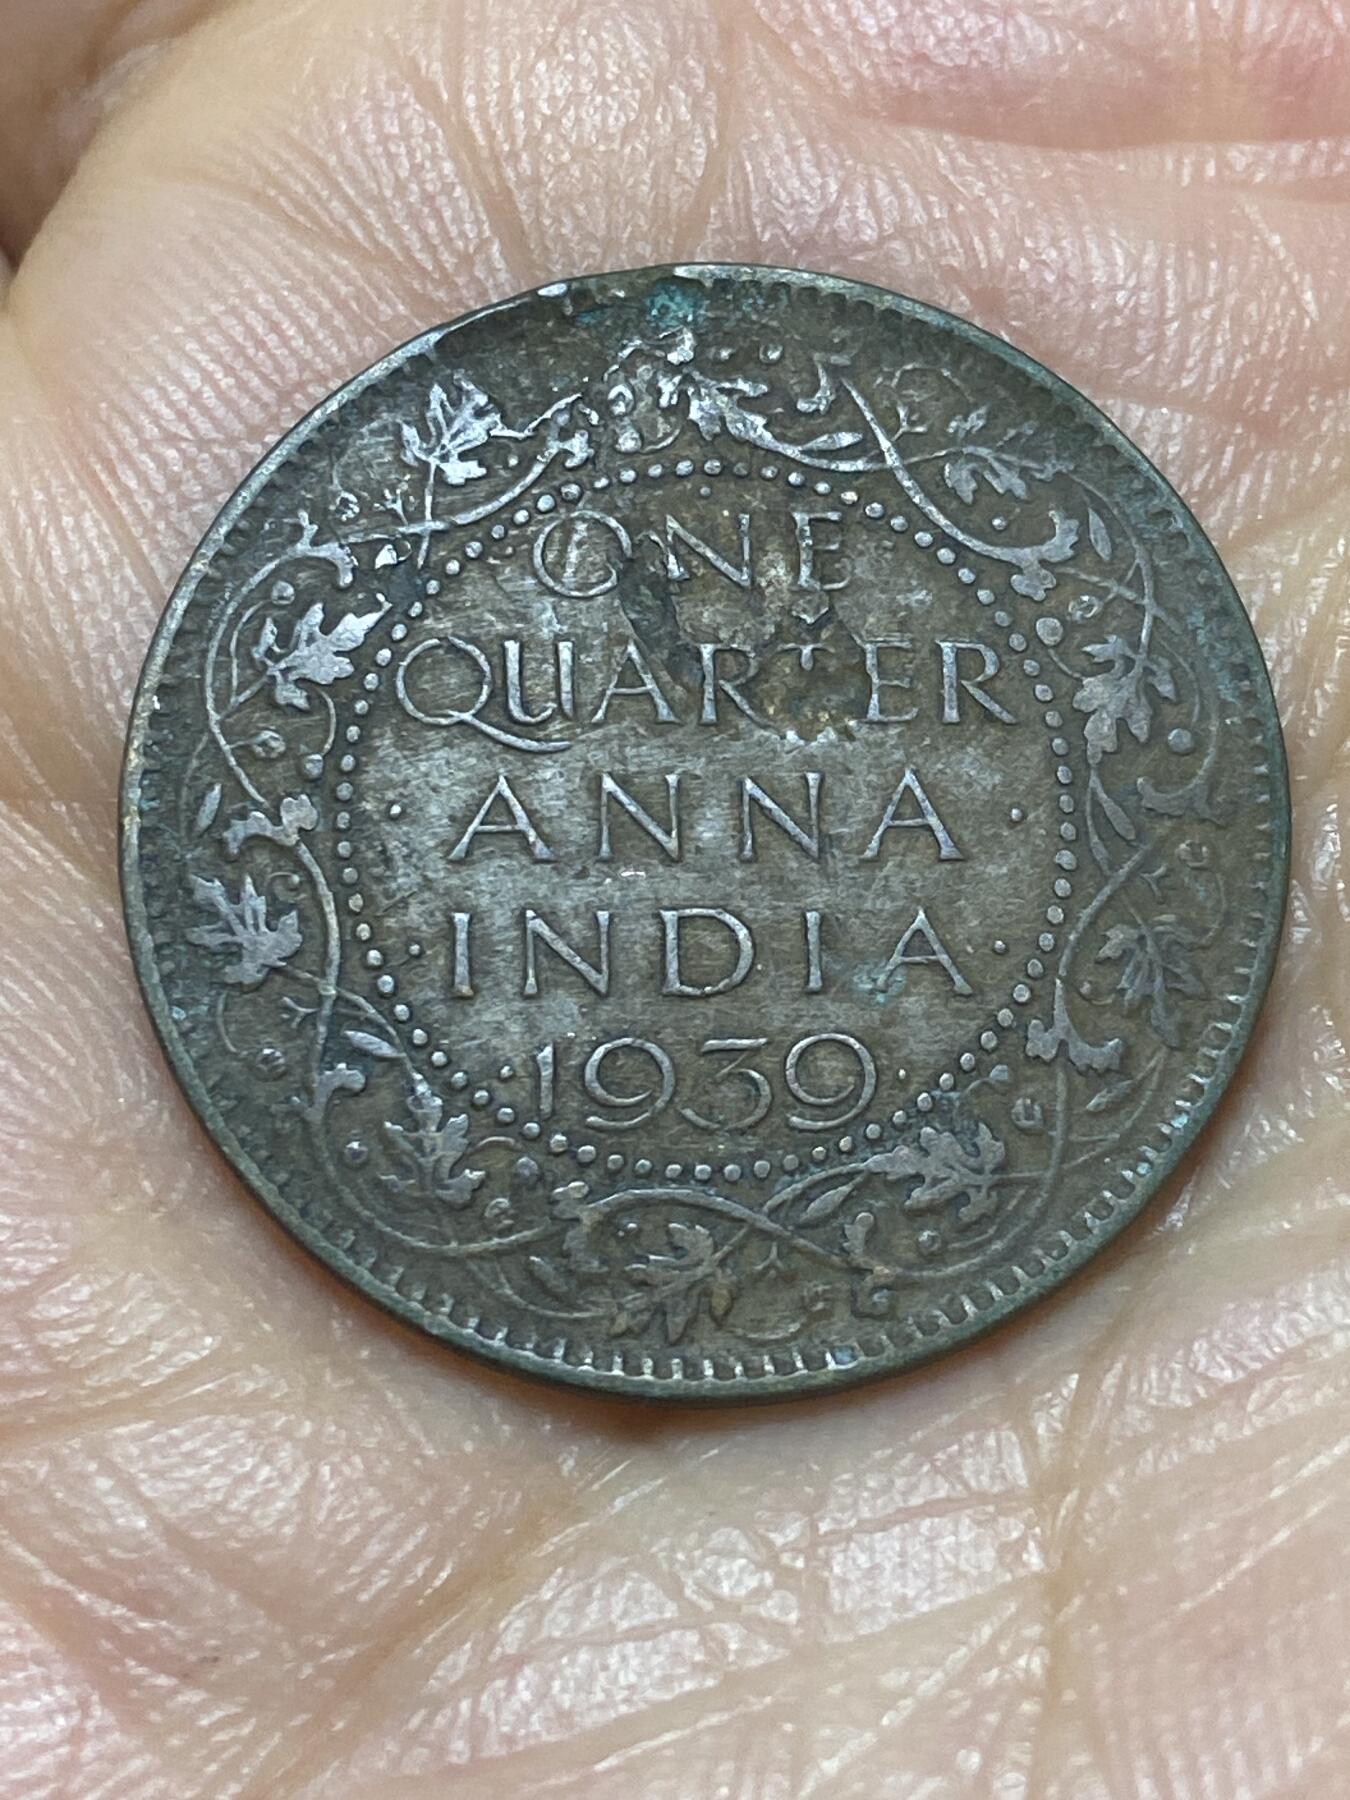 ONE
QUARTER
ANNA
INDIA
1939